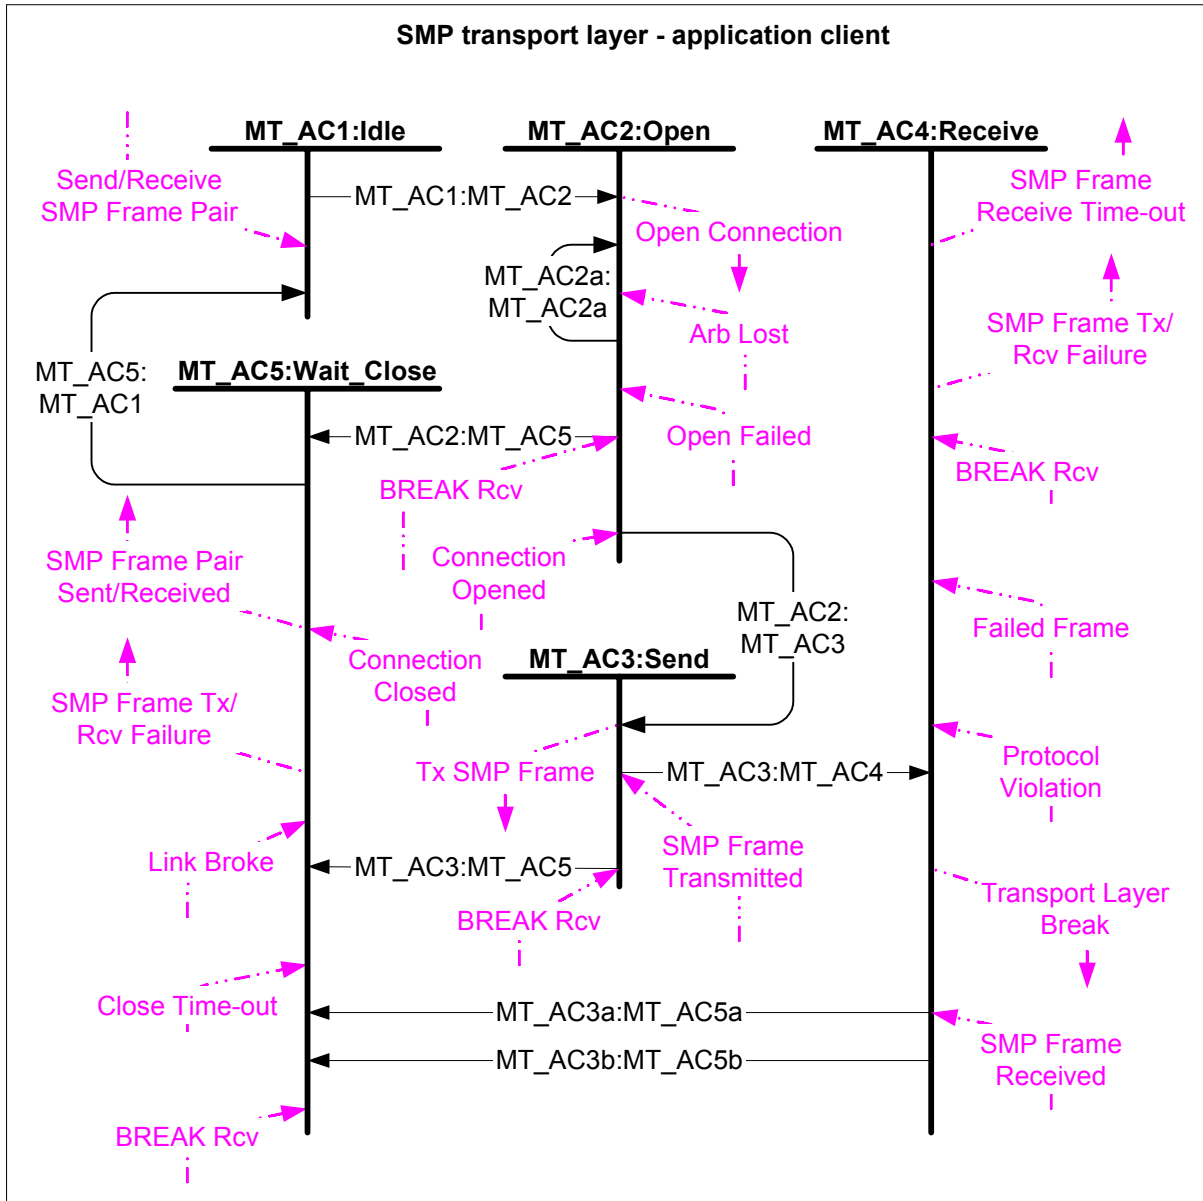 SMP transport layer - application client
MT_AC1:Idle
MT_AC2:Open
MT_AC4:Receive
Send/Receive
SMP Frame Pair
MT_AC1:MT_AC2
Open Connection
SMP Frame
Receive Time-out
MT_AC2a:
MT_AC2a
Arb Lost
SMP Frame Tx/
Rcv Failure
MT_AC5:
MT_AC1
MT_AC5:Wait_Close
MT_AC2:MT_AC5
Open Failed
BREAK Rcv
BREAK Rcv
SMP Frame Pair
Sent/Received
Connection
Opened
MT_AC2:
MT_AC3
Failed Frame
Connection
Closed
MT_AC3:Send
SMP Frame Tx/
Rcv Failure
Tx SMP Frame
MT_AC3:MT_AC4
Protocol
Violation
Link Broke
MT_AC3:MT_AC5
SMP Frame
Transmitted
BREAK Rcv
Transport Layer
Break
Close Time-out
MT_AC3a:MT_AC5a
MT_AC3b:MT_AC5b
SMP Frame
Received
BREAK Rcv